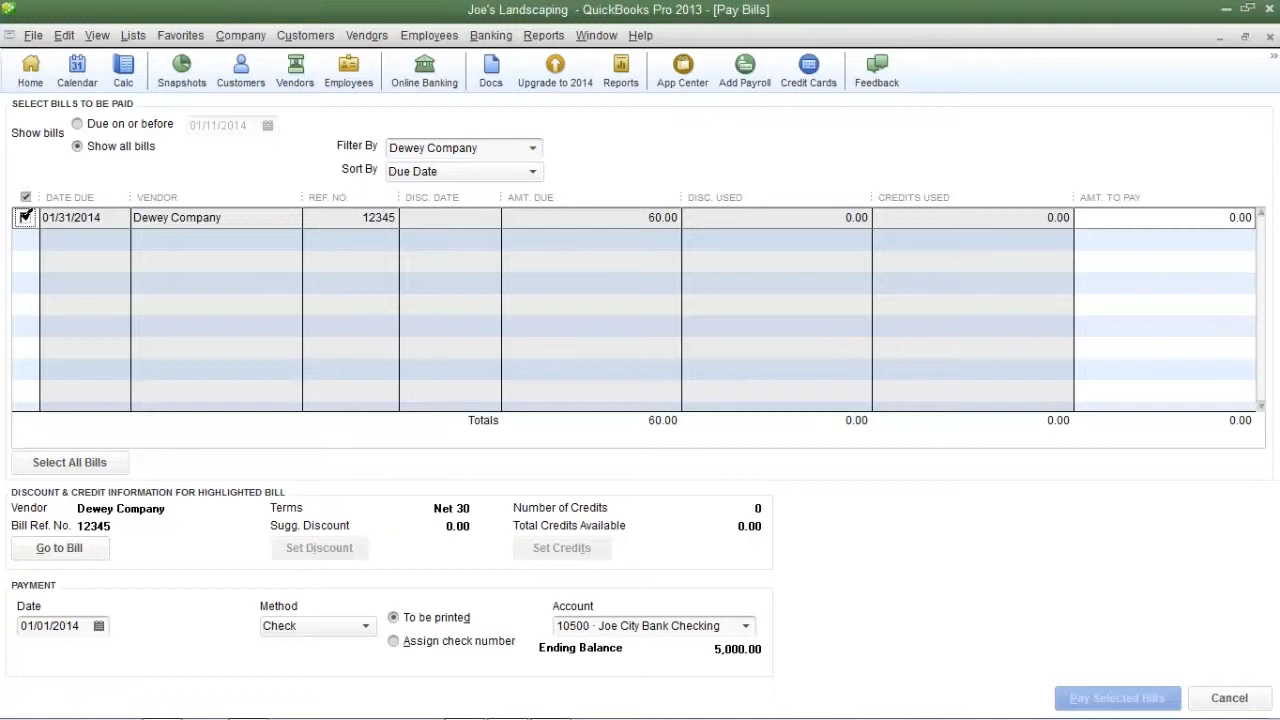 Joe's Landscaping - QuickBooks Pro 2013 - [Pay Bills]
File Edit View Lists Favorites Company Customers Vendors Employees Banking Reports Window Help
31
Home Calendar Calc Snapshots Customers Vendors Employees Online Banking Docs Upgrade to 2014 Reports App Center Add Payroll Credit Cards Feedback
SELECT BILLS TO BE PAID
Show bills
Due on or before 01/11/2014
Show all bills
Filter By Dewey Company
Sort By Due Date
DATE DUE VENDOR REF. NO. DISC. DATE AMT. DUE DISC. USED CREDITS USED AMT. TO PAY
01/31/2014 Dewey Company 12345 60.00 0.00 0.00 0.00
Totals 60.00 0.00 0.00 0.00
Select All Bills
DISCOUNT & CREDIT INFORMATION FOR HIGHLIGHTED BILL
Vendor Dewey Company Terms Net 30 Number of Credits 0
Bill Ref. No. 12345 Sugg. Discount 0.00 Total Credits Available 0.00
Go to Bill Set Discount Set Credits
PAYMENT
Date Method Account
01/01/2014 Check To be printed 10500 · Joe City Bank Checking
Assign check number Ending Balance 5,000.00
Pay Selected Bills Cancel